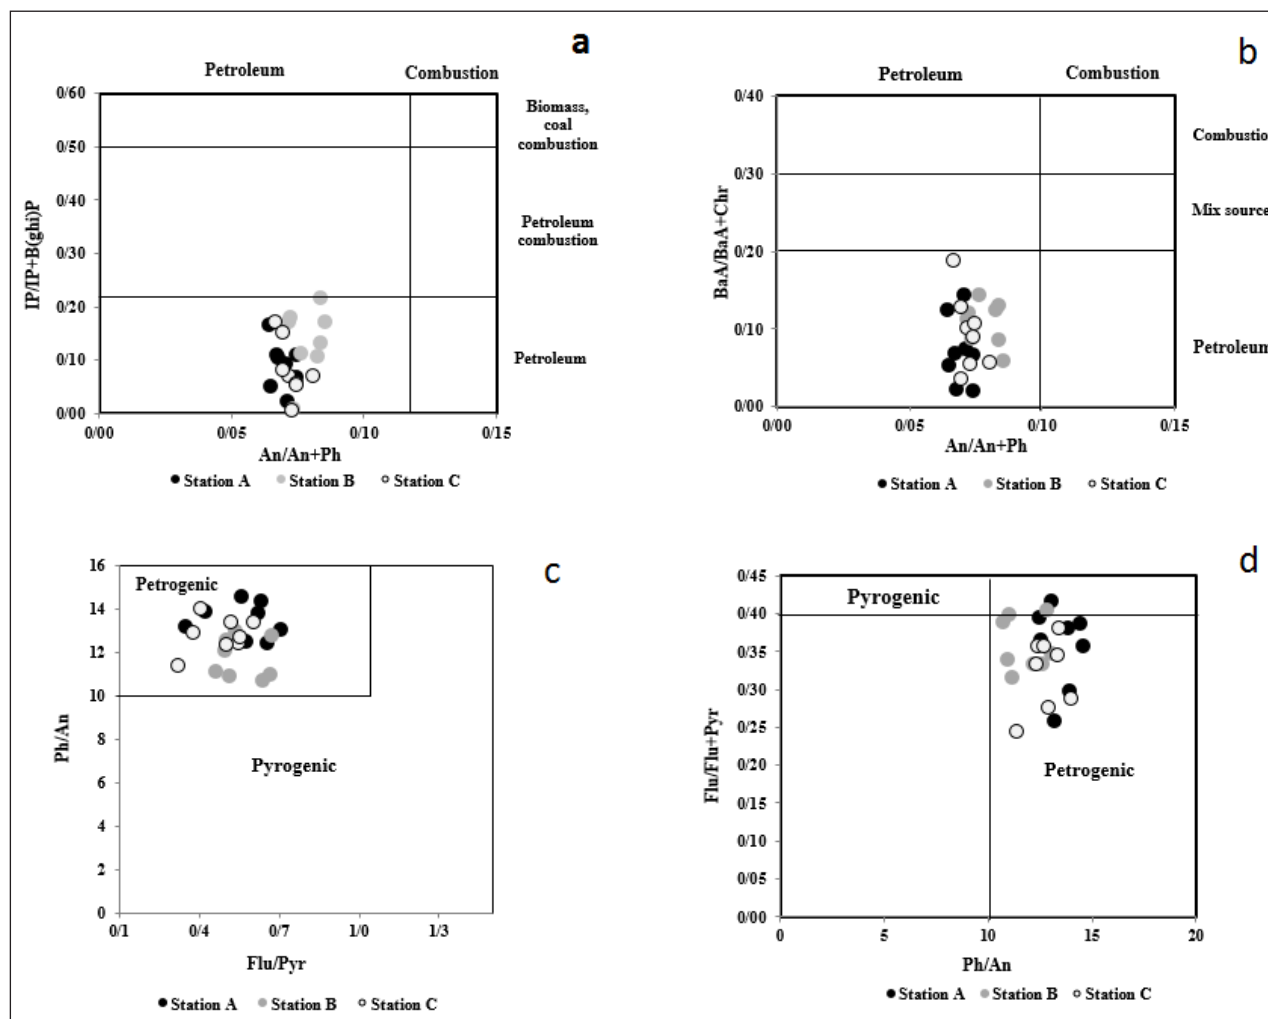 a
Petroleum Combustion
0/60
0/50
0/40
0/30
0/20
0/10
0/00
IP/IP+B(ghi)P
Biomass,
coal
combustion
Petroleum
combustion
Petroleum
0/00 0/05 0/10 0/15
An/An+Ph
Station A Station B Station C
b
Petroleum Combustion
0/40
0/30
0/20
0/10
0/00
BaA/BaA+Chr
Combustio
Mix source
Petroleum
0/00 0/05 0/10 0/15
An/An+Ph
Station A Station B Station C
c
16
14
12
10
8
6
4
2
0
Ph/An
Petrogenic
Pyrogenic
0/1 0/4 0/7 1/0 1/3
Flu/Pyr
Station A Station B Station C
d
0/45
0/40
0/35
0/30
0/25
0/20
0/15
0/10
0/05
0/00
Flu/Flu+Pyr
Pyrogenic
Petrogenic
0 5 10 15 20
Ph/An
Station A Station B Station C